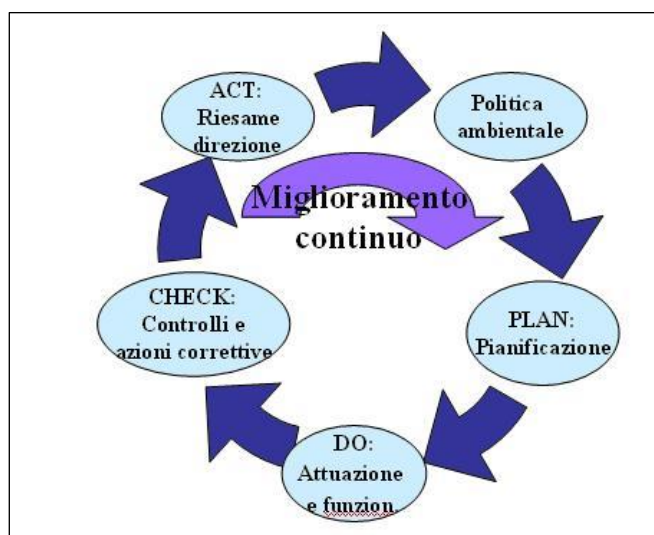 ACT:
Riesame
direzione
Politica
ambientale
Miglioramento
continuo
PLAN:
Pianificazione
DO:
Attuazione
e funzion.
CHECK:
Controlli e
azioni correttive